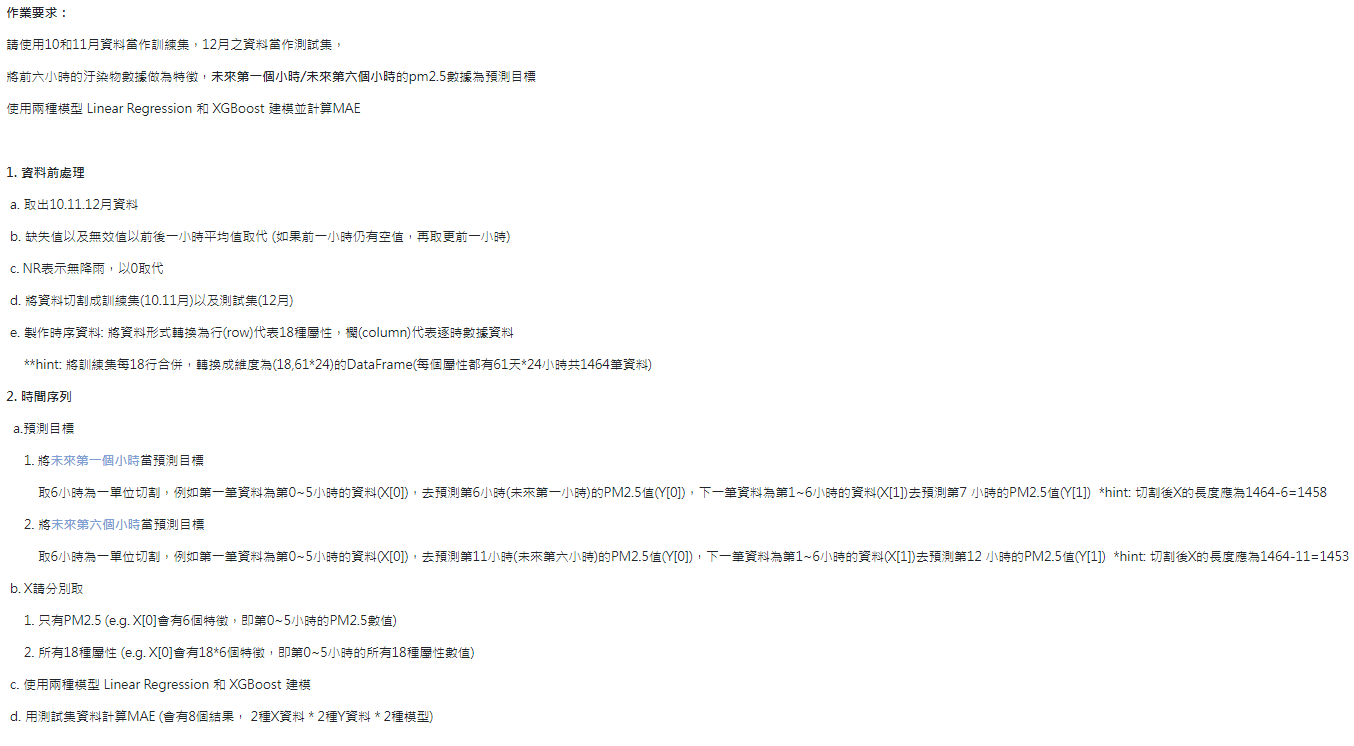 作業要求：
請使用10和11月資料當作訓練集，12月之資料當作測試集，
將前六小時的汙染物數據做為特徵，未來第一個小時/未來第六個小時的pm2.5數據為預測目標
使用兩種模型 Linear Regression 和 XGBoost 建模並計算MAE
1. 資料前處理
a. 取出10.11.12月資料
b. 缺失值以及無效值以前後一小時平均值取代 (如果前一小時仍有空值，再取更前一小時)
c. NR表示無降雨，以0取代
d. 將資料切割成訓練集(10.11月)以及測試集(12月)
e. 製作時序資料: 將資料形式轉換為行(row)代表18種屬性，欄(column)代表逐時數據資料
**hint: 將訓練集每18行合併，轉換成維度為(18,61*24)的DataFrame(每個屬性都有61天*24小時共1464筆資料)
2. 時間序列
a.預測目標
1. 將未來第一個小時當預測目標
取6小時為一單位切割，例如第一筆資料為第0~5小時的資料(X[0])，去預測第6小時(未來第一小時)的PM2.5值(Y[0])，下一筆資料為第1~6小時的資料(X[1])去預測第7 小時的PM2.5值(Y[1])  *hint: 切割後X的長度應為1464-6=1458
2. 將未來第六個小時當預測目標
取6小時為一單位切割，例如第一筆資料為第0~5小時的資料(X[0])，去預測第11小時(未來第六小時)的PM2.5值(Y[0])，下一筆資料為第1~6小時的資料(X[1])去預測第12 小時的PM2.5值(Y[1])  *hint: 切割後X的長度應為1464-11=1453
b. X請分別取
1. 只有PM2.5 (e.g. X[0]會有6個特徵，即第0~5小時的PM2.5數值)
2. 所有18種屬性 (e.g. X[0]會有18*6個特徵，即第0~5小時的所有18種屬性數值)
c. 使用兩種模型 Linear Regression 和 XGBoost 建模
d. 用測試集資料計算MAE (會有8個結果， 2種X資料 * 2種Y資料 * 2種模型)